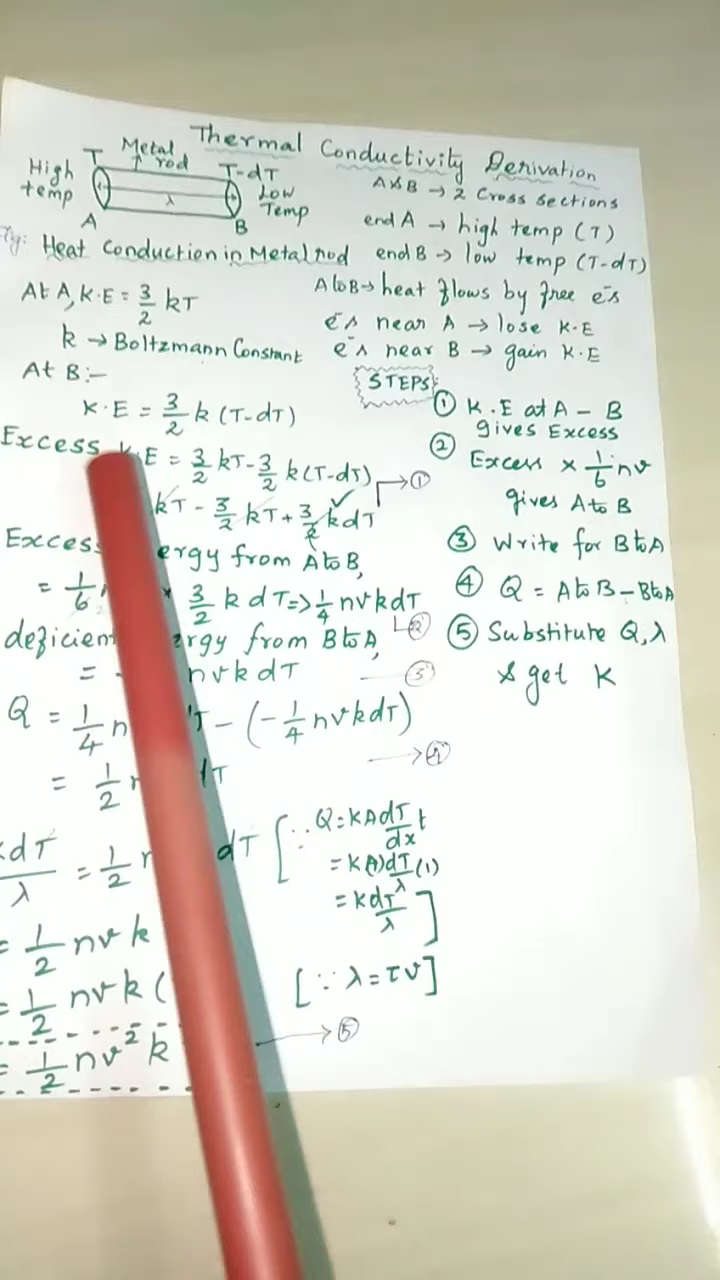 Thermal Conductivity Derivation
Metal rod
T
T-dT
High temp
Low Temp
λ
A
B
Heat Conduction in Metal rod
At A, K.E = 3/2 kT
k → Boltzmann Constant
At B:-
K.E = 3/2 k (T-dT)
Excess K.E = 3/2 kT - 3/2 k (T-dT)
kT - 3/2 kT + 3/2 k dT → ①
Excess ergy from A to B,
= 1/6 × 3/2 k dT => 1/4 nvkdT
②
deficien ergy from B to A,
= - nvkdT — ③
Q = 1/4 n T - (-1/4 nvkdT)
= 1/2 dT → ④
dT/λ = 1/2 dT [∵ Q = KA dT/dx t
= K(1) dT/λ (1)
= K dT/λ ]
= 1/2 nvk
= 1/2 nvk ( [∵ λ = τv]
= 1/2 nv² k → ⑤
A & B → 2 Cross sections
end A → high temp (T)
end B → low temp (T-dT)
A to B → heat flows by free e⁻s
e⁻s near A → lose K.E
e⁻s near B → gain K.E
STEPS:
① K.E at A - B
gives Excess
② Excess × 1/6 nv
gives A to B
③ Write for B to A
④ Q = A to B - B to A
⑤ Substitute Q, λ
& get K